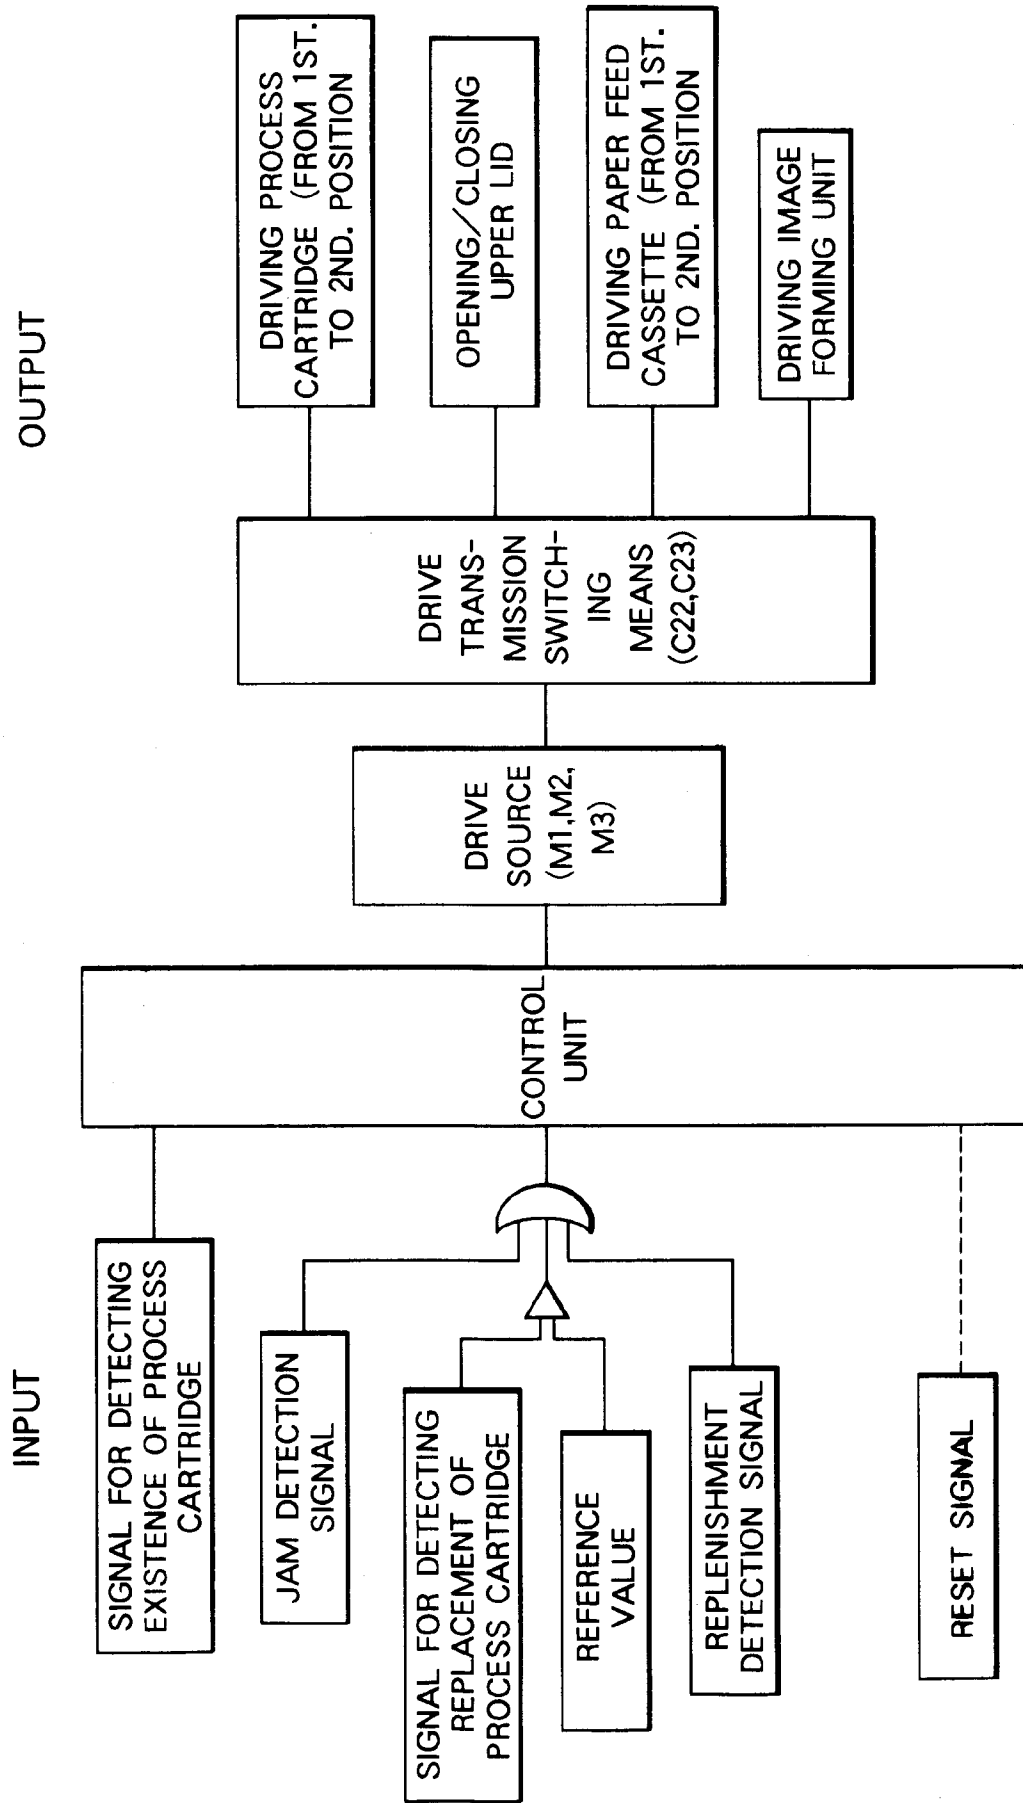 INPUT
OUTPUT
SIGNAL FOR DETECTING
EXISTENCE OF PROCESS
CARTRIDGE
JAM DETECTION
SIGNAL
SIGNAL FOR DETECTING
REPLACEMENT OF
PROCESS CARTRIDGE
REFERENCE
VALUE
REPLENISHMENT
DETECTION SIGNAL
RESET SIGNAL
CONTROL
UNIT
DRIVE
SOURCE
(M1,M2,
M3)
DRIVE
TRANS-
MISSION
SWITCH-
ING
MEANS
(C22,C23)
DRIVING PROCESS
CARTRIDGE (FROM 1ST.
TO 2ND. POSITION
OPENING/CLOSING
UPPER LID
DRIVING PAPER FEED
CASSETTE (FROM 1ST.
TO 2ND. POSITION
DRIVING IMAGE
FORMING UNIT